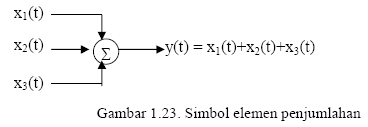 x₁(t)
x₂(t)
Σ
y(t) = x₁(t)+x₂(t)+x₃(t)
x₃(t)
Gambar 1.23. Simbol elemen penjumlahan